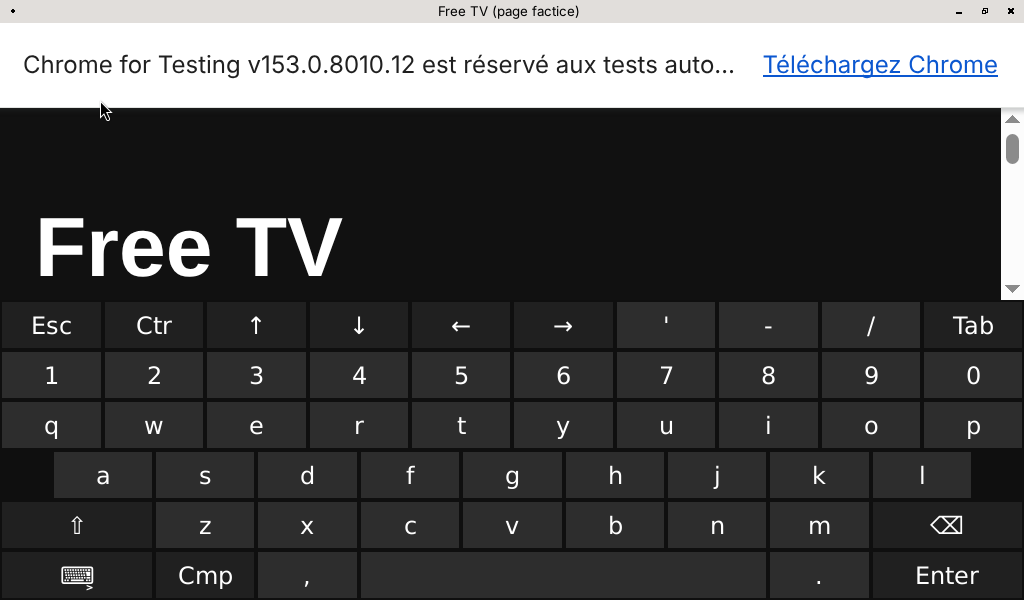 Free TV (page factice)
Chrome for Testing v153.0.8010.12 est réservé aux tests auto... Téléchargez Chrome
Free TV
Esc Ctr ↑ ↓ ← → ' - / Tab
1 2 3 4 5 6 7 8 9 0
q w e r t y u i o p
a s d f g h j k l
⇧ z x c v b n m ⌫
⌨ Cmp , . Enter